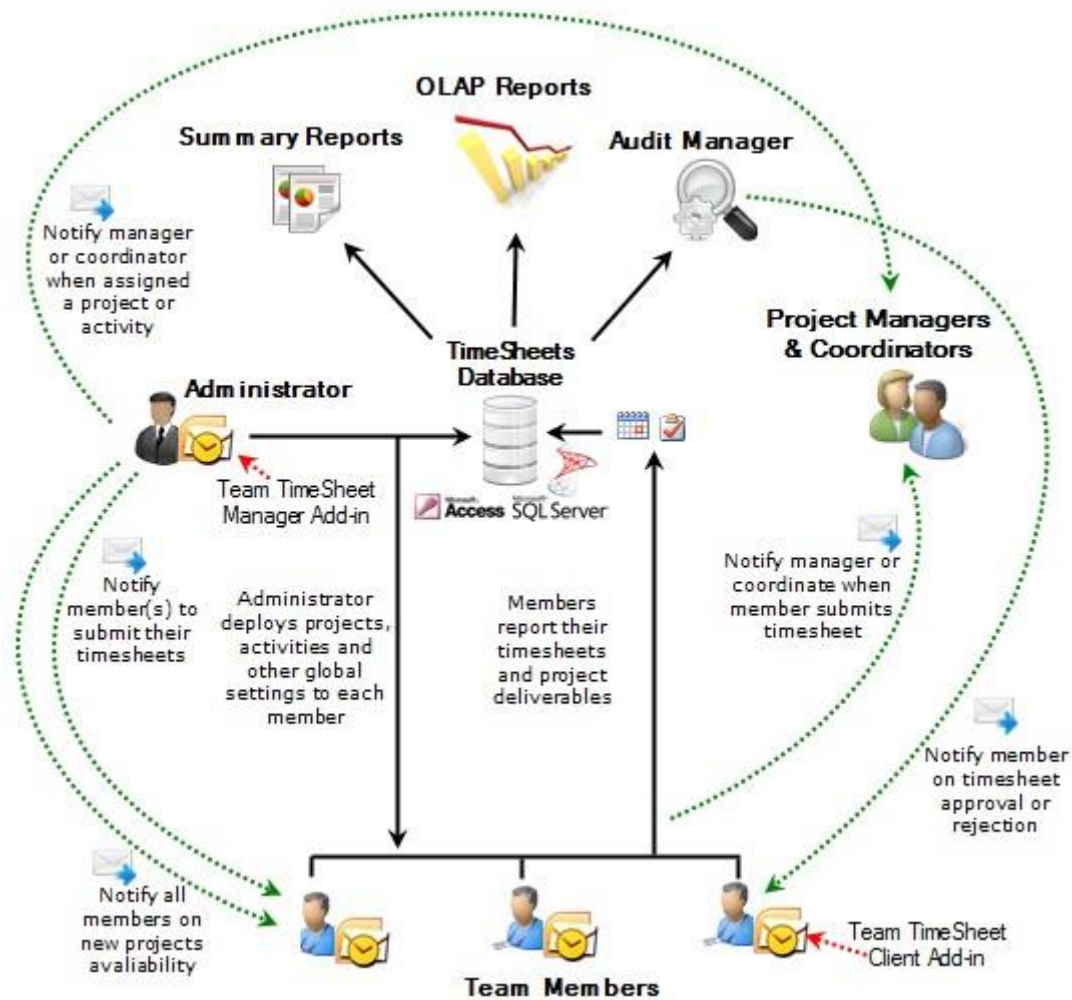 OLAP Reports
Summary Reports
Audit Manager
Notify manager
or coordinator
when assigned
a project or
activity
Project Managers
& Coordinators
TimeSheets
Database
Administrator
Team TimeSheet
Manager Add-in
Microsoft
Access
Microsoft
SQL Server
Notify
member(s) to
submit their
timesheets
Administrator
deploys projects,
activities and
other global
settings to each
member
Members
report their
timesheets
and project
deliverables
Notify manager or
coordinate when
member submits
timesheet
Notify member
on timesheet
approval or
rejection
Notify all
members on
new projects
avaliability
Team TimeSheet
Client Add-in
Team Members